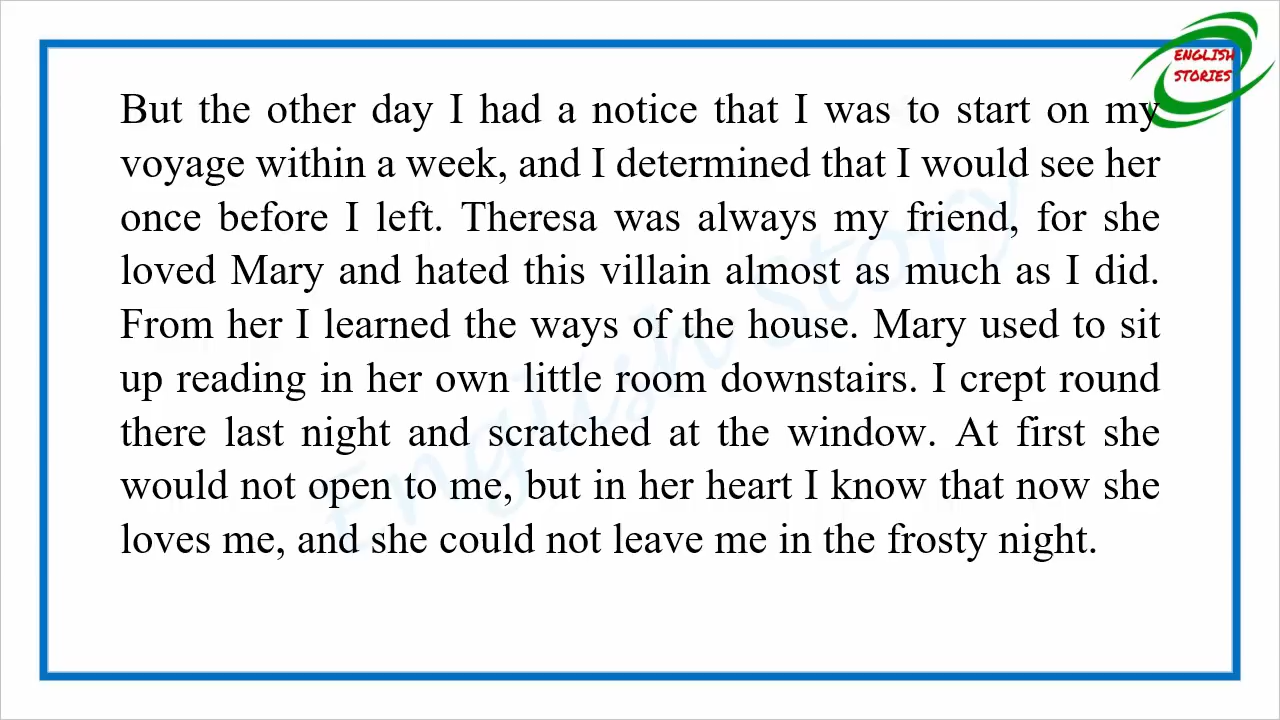 ENGLISH
STORIES
But the other day I had a notice that I was to start on my
voyage within a week, and I determined that I would see her
once before I left. Theresa was always my friend, for she
loved Mary and hated this villain almost as much as I did.
From her I learned the ways of the house. Mary used to sit
up reading in her own little room downstairs. I crept round
there last night and scratched at the window. At first she
would not open to me, but in her heart I know that now she
loves me, and she could not leave me in the frosty night.
English Story